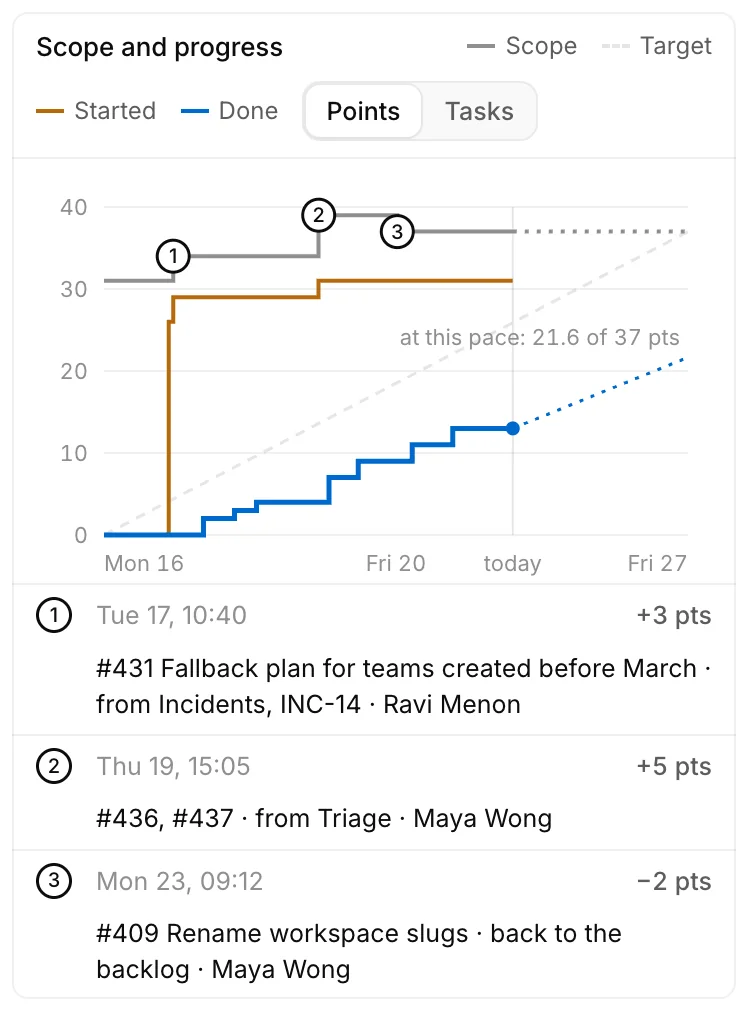 Scope and progress
Scope
Target
Started
Done
Points
Tasks
40
30
20
10
0
1
2
3
at this pace: 21.6 of 37 pts
Mon 16
Fri 20
today
Fri 27
1 Tue 17, 10:40 +3 pts
#431 Fallback plan for teams created before March ·
from Incidents, INC-14 · Ravi Menon
2 Thu 19, 15:05 +5 pts
#436, #437 · from Triage · Maya Wong
3 Mon 23, 09:12 −2 pts
#409 Rename workspace slugs · back to the
backlog · Maya Wong